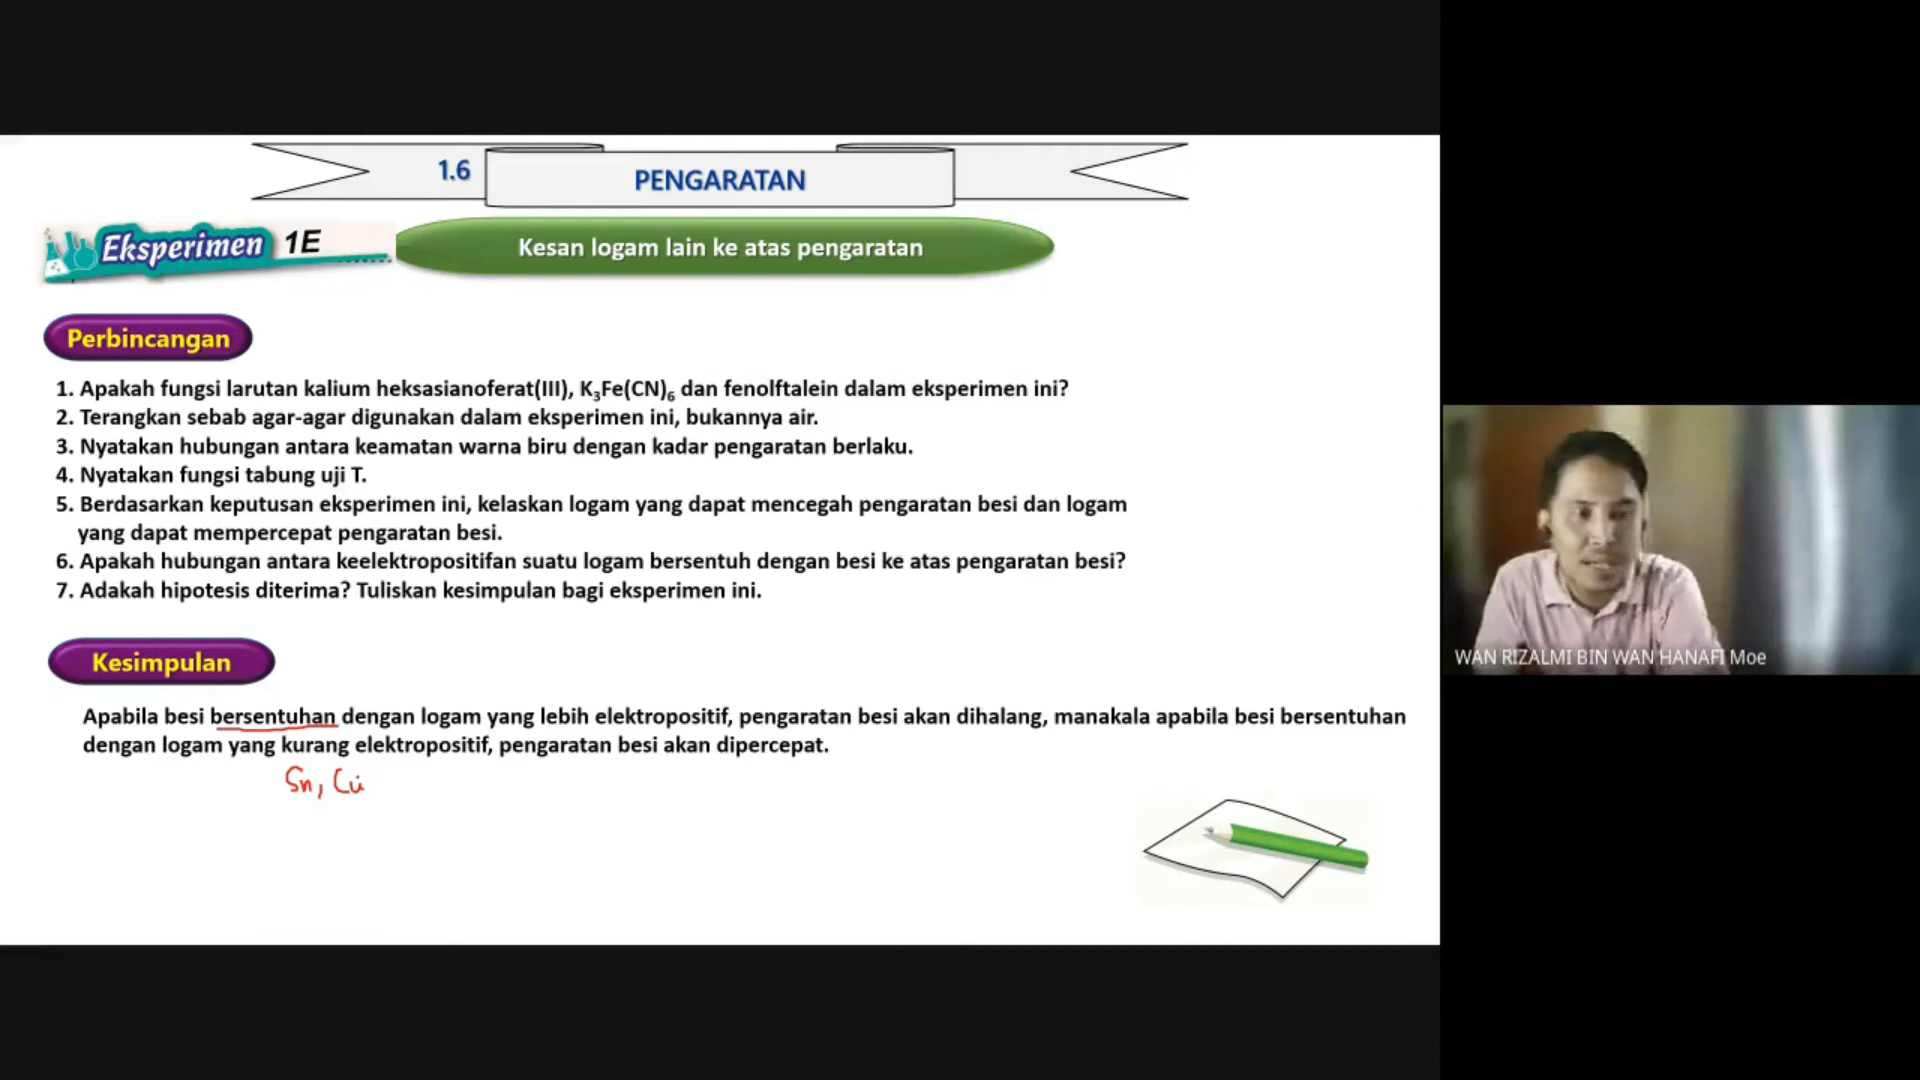 1.6
PENGARATAN
Eksperimen 1E
Kesan logam lain ke atas pengaratan
Perbincangan
1. Apakah fungsi larutan kalium heksasianoferat(III), K₃Fe(CN)₆ dan fenolftalein dalam eksperimen ini?
2. Terangkan sebab agar-agar digunakan dalam eksperimen ini, bukannya air.
3. Nyatakan hubungan antara keamatan warna biru dengan kadar pengaratan berlaku.
4. Nyatakan fungsi tabung uji T.
5. Berdasarkan keputusan eksperimen ini, kelaskan logam yang dapat mencegah pengaratan besi dan logam
yang dapat mempercepat pengaratan besi.
6. Apakah hubungan antara keelektropositifan suatu logam bersentuh dengan besi ke atas pengaratan besi?
7. Adakah hipotesis diterima? Tuliskan kesimpulan bagi eksperimen ini.
Kesimpulan
Apabila besi bersentuhan dengan logam yang lebih elektropositif, pengaratan besi akan dihalang, manakala apabila besi bersentuhan
dengan logam yang kurang elektropositif, pengaratan besi akan dipercepat.
Sn, Cu
WAN RIZALMI BIN WAN HANAFI Moe